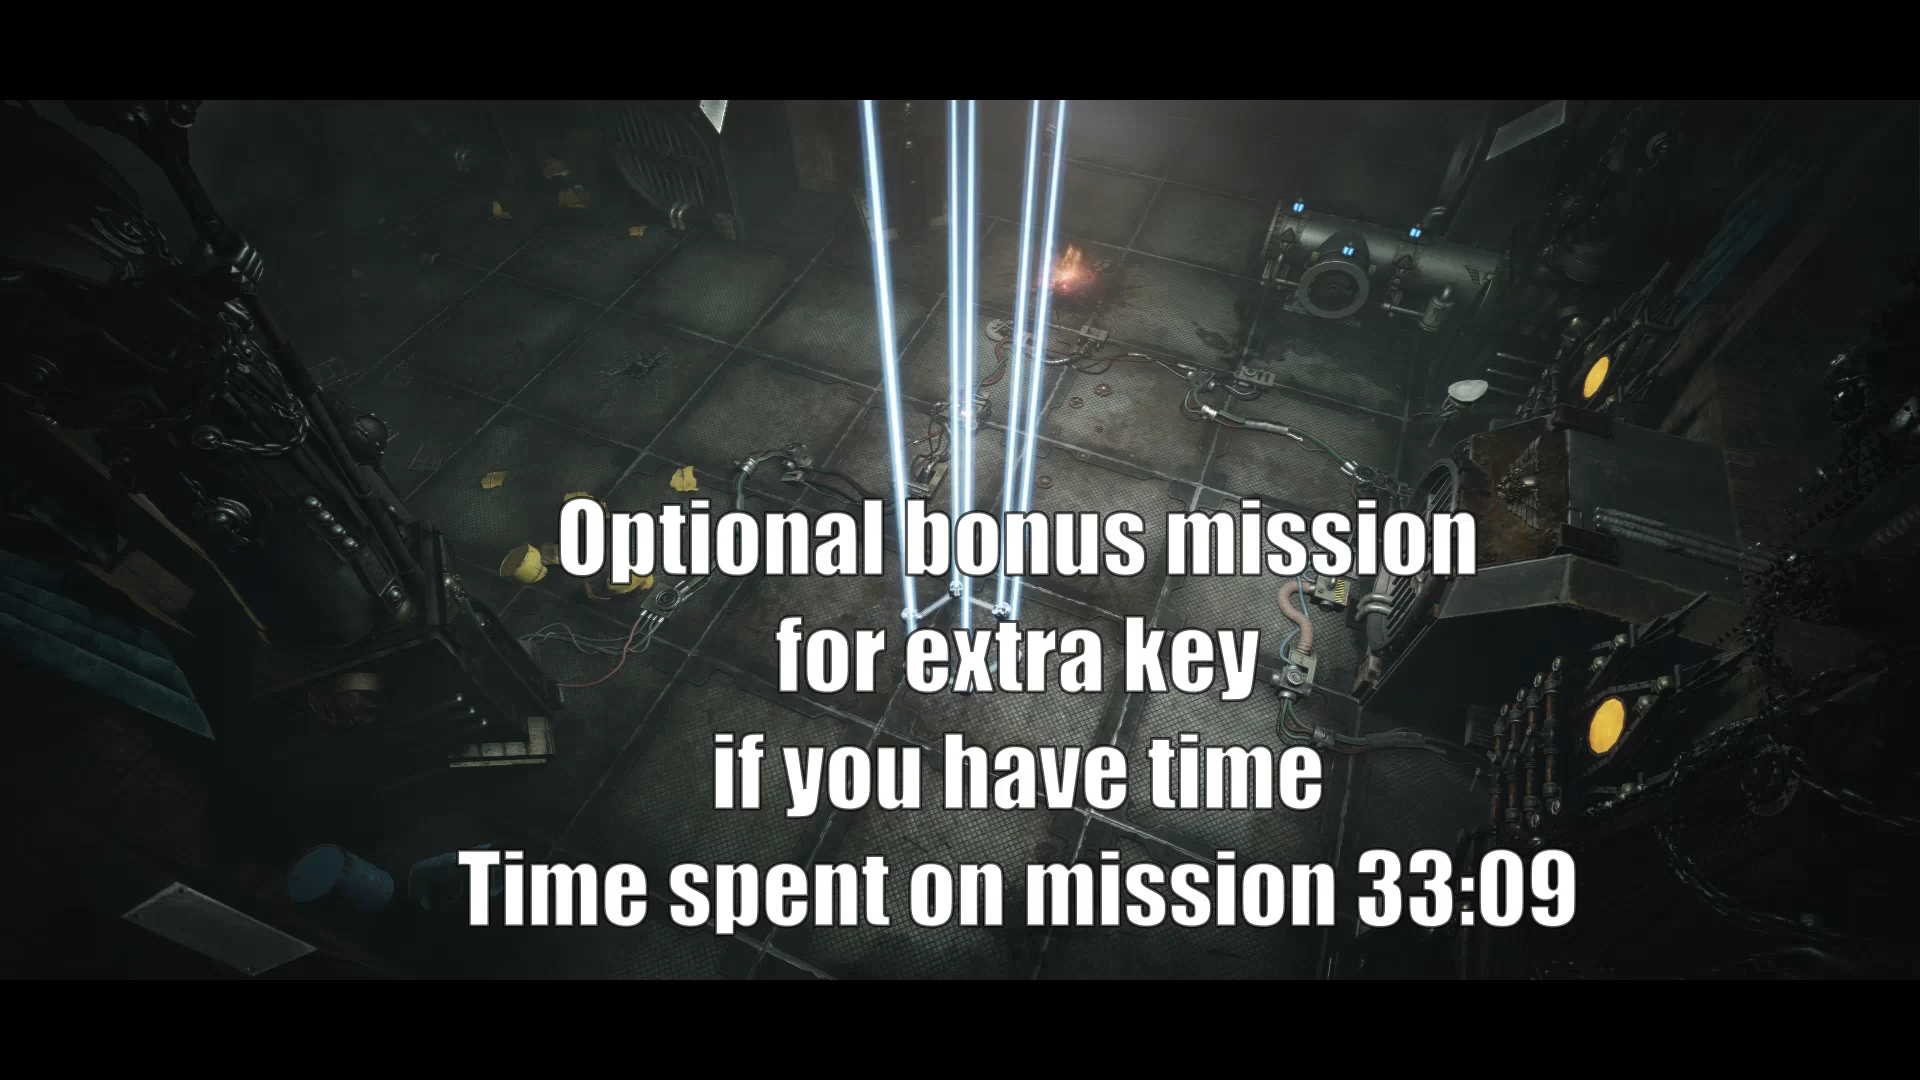 Optional bonus mission
for extra key
if you have time
Time spent on mission 33:09